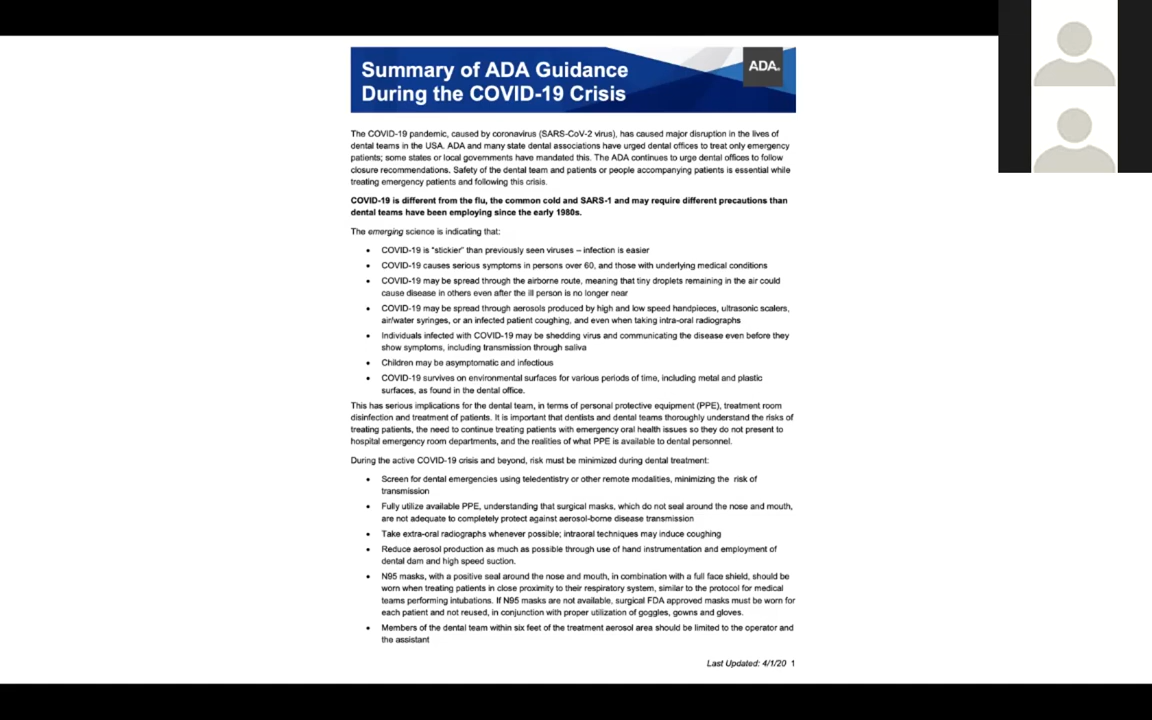 Summary of ADA Guidance
During the COVID-19 Crisis
ADA.
The COVID-19 pandemic, caused by coronavirus (SARS-CoV-2 virus), has caused major disruption in the lives of
dental teams in the USA. ADA and many state dental associations have urged dental offices to treat only emergency
patients; some states or local governments have mandated this. The ADA continues to urge dental offices to follow
closure recommendations. Safety of the dental team and patients or people accompanying patients is essential while
treating emergency patients and following this crisis.
COVID-19 is different from the flu, the common cold and SARS-1 and may require different precautions than
dental teams have been employing since the early 1980s.
The emerging science is indicating that:
• COVID-19 is "stickier" than previously seen viruses – infection is easier
• COVID-19 causes serious symptoms in persons over 60, and those with underlying medical conditions
• COVID-19 may be spread through the airborne route, meaning that tiny droplets remaining in the air could
cause disease in others even after the ill person is no longer near
• COVID-19 may be spread through aerosols produced by high and low speed handpieces, ultrasonic scalers,
air/water syringes, or an infected patient coughing, and even when taking intra-oral radiographs
• Individuals infected with COVID-19 may be shedding virus and communicating the disease even before they
show symptoms, including transmission through saliva
• Children may be asymptomatic and infectious
• COVID-19 survives on environmental surfaces for various periods of time, including metal and plastic
surfaces, as found in the dental office.
This has serious implications for the dental team, in terms of personal protective equipment (PPE), treatment room
disinfection and treatment of patients. It is important that dentists and dental teams thoroughly understand the risks of
treating patients, the need to continue treating patients with emergency oral health issues so they do not present to
hospital emergency room departments, and the realities of what PPE is available to dental personnel.
During the active COVID-19 crisis and beyond, risk must be minimized during dental treatment:
• Screen for dental emergencies using teledentistry or other remote modalities, minimizing the risk of
transmission
• Fully utilize available PPE, understanding that surgical masks, which do not seal around the nose and mouth,
are not adequate to completely protect against aerosol-borne disease transmission
• Take extra-oral radiographs whenever possible; intraoral techniques may induce coughing
• Reduce aerosol production as much as possible through use of hand instrumentation and employment of
dental dam and high speed suction.
• N95 masks, with a positive seal around the nose and mouth, in combination with a full face shield, should be
worn when treating patients in close proximity to their respiratory system, similar to the protocol for medical
teams performing intubations. If N95 masks are not available, surgical FDA approved masks must be worn for
each patient and not reused, in conjunction with proper utilization of goggles, gowns and gloves.
• Members of the dental team within six feet of the treatment aerosol area should be limited to the operator and
the assistant
Last Updated: 4/1/20 1